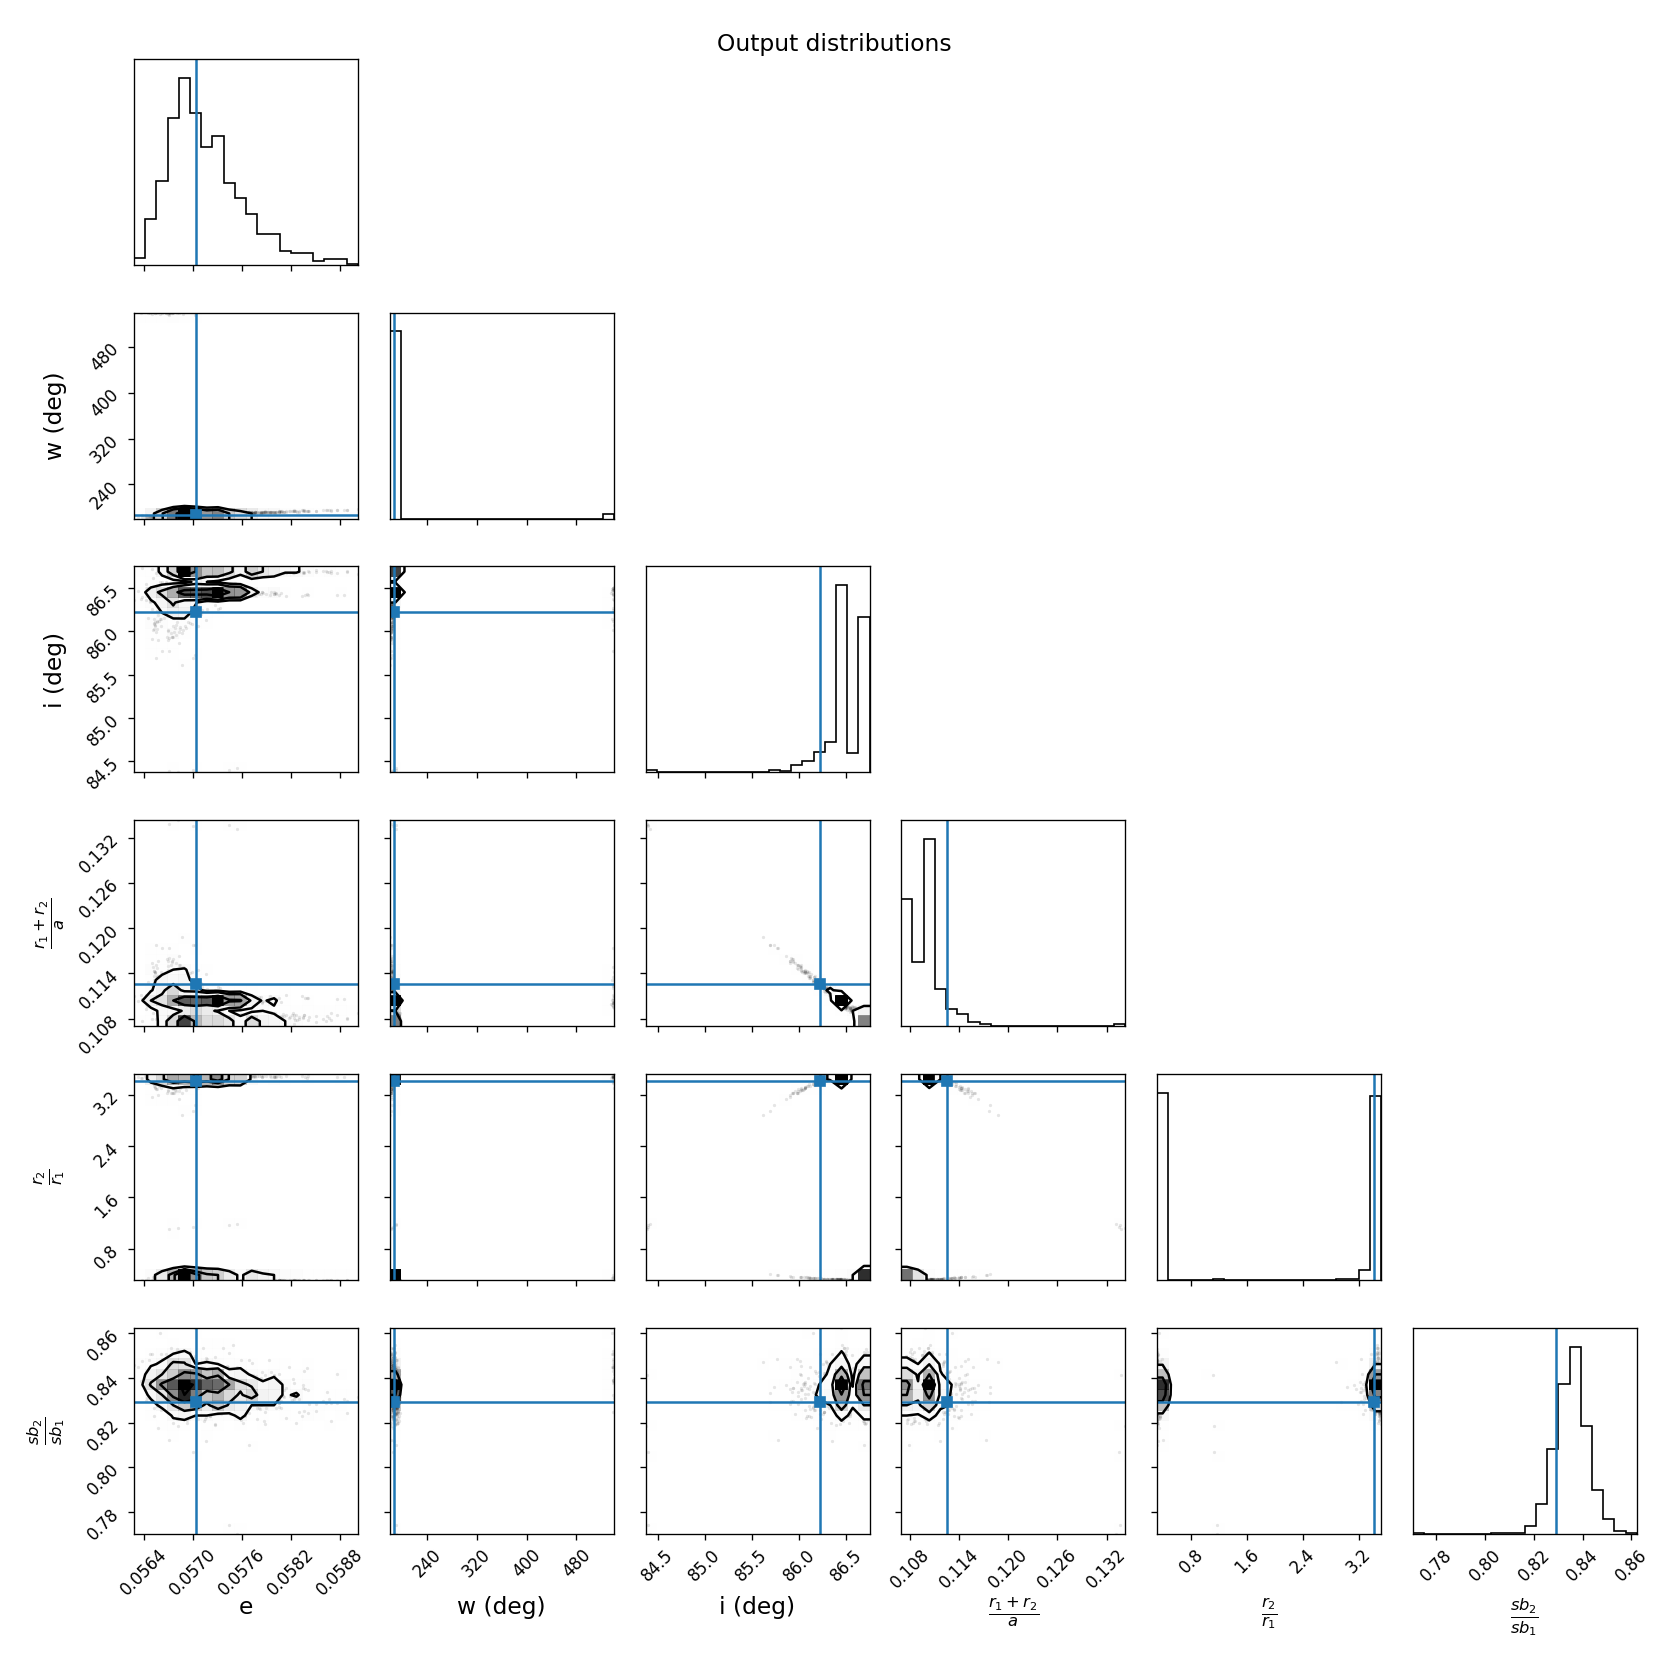 Output distributions
w (deg)
480
400
320
240
i (deg)
86.5
86.0
85.5
85.0
84.5
r1 + r2
a
0.132
0.126
0.120
0.114
0.108
r2
r1
3.2
2.4
1.6
0.8
sb2
sb1
0.86
0.84
0.82
0.80
0.78
0.0564 0.0570 0.0576 0.0582 0.0588
240 320 400 480
84.5 85.0 85.5 86.0 86.5
0.108 0.114 0.120 0.126 0.132
0.8 1.6 2.4 3.2
0.78 0.80 0.82 0.84 0.86
e
w (deg)
i (deg)
r1 + r2
a
r2
r1
sb2
sb1